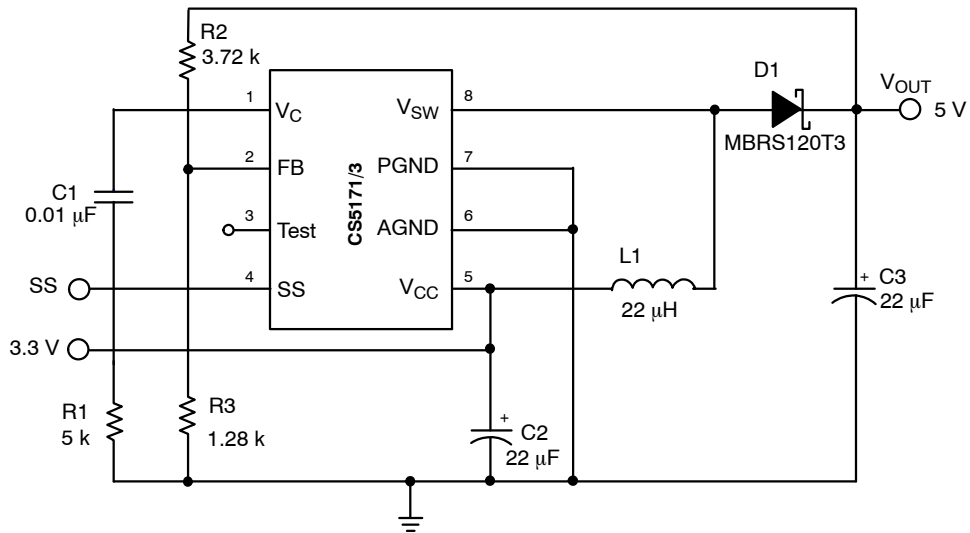 R2
3.72 k
D1
V_OUT
5 V
1
V_C
V_SW
8
MBRS120T3
2
FB
PGND
7
C1
0.01 µF
CS5171/3
3
Test
AGND
6
L1
22 µH
SS
4
SS
V_CC
5
+
C3
22 µF
3.3 V
R1
5 k
R3
1.28 k
+
C2
22 µF